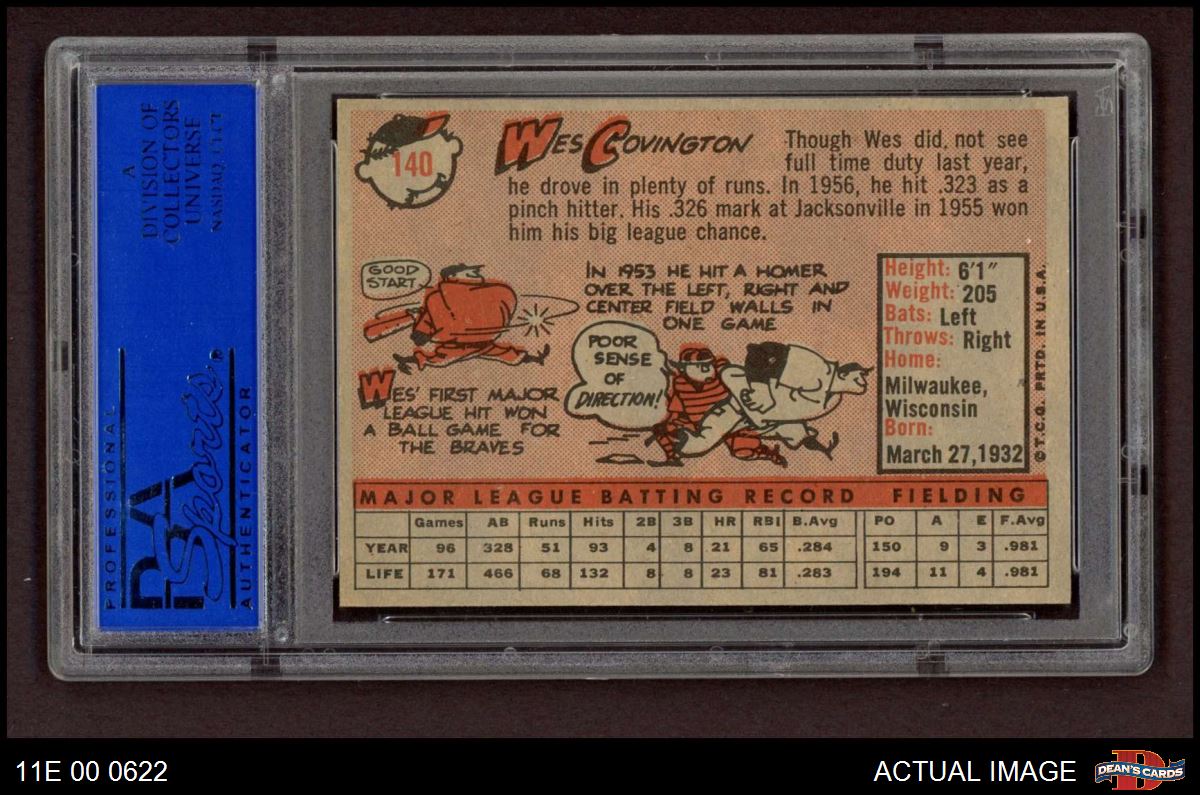 A
DIVISION OF
COLLECTORS
UNIVERSE
NASDAQ: CLCT
PROFESSIONAL
PSA
Sports
AUTHENTICATOR
®
140
WES COVINGTON
Though Wes did, not see
full time duty last year,
he drove in plenty of runs. In 1956, he hit .323 as a
pinch hitter. His .326 mark at Jacksonville in 1955 won
him his big league chance.
GOOD
START
WES' FIRST MAJOR
LEAGUE HIT WON
A BALL GAME FOR
THE BRAVES
IN 1953 HE HIT A HOMER
OVER THE LEFT, RIGHT AND
CENTER FIELD WALLS IN
ONE GAME
POOR
SENSE
OF
DIRECTION!
Height: 6'1"
Weight: 205
Bats: Left
Throws: Right
Home:
Milwaukee,
Wisconsin
Born:
March 27,1932
©T.C.G. PRTD. IN U.S.A.
MAJOR LEAGUE BATTING RECORD FIELDING
Games AB Runs Hits 2B 3B HR RBI B.Avg PO A E F.Avg
YEAR 96 328 51 93 4 8 21 65 .284 150 9 3 .981
LIFE 171 466 68 132 8 8 23 81 .283 194 11 4 .981
11E 00 0622
ACTUAL IMAGE
D
DEAN'S CARDS